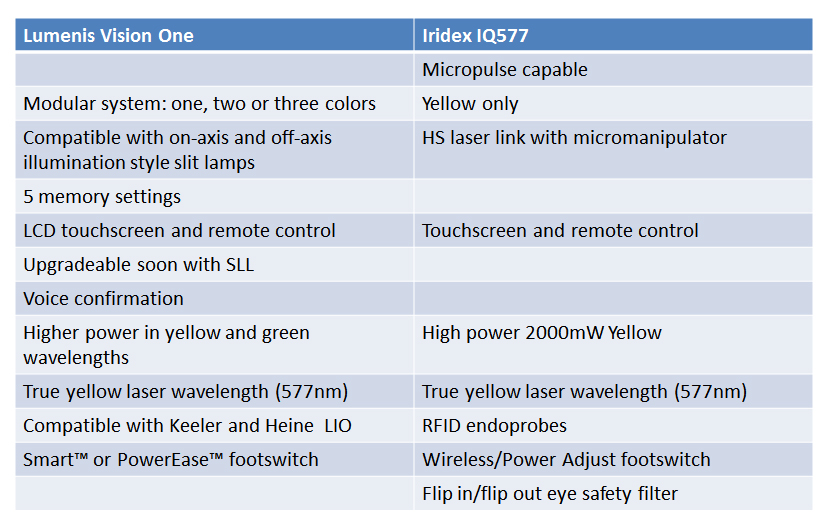 Lumenis Vision One
Iridex IQ577
Micropulse capable
Modular system: one, two or three colors
Yellow only
Compatible with on-axis and off-axis
illumination style slit lamps
HS laser link with micromanipulator
5 memory settings
LCD touchscreen and remote control
Touchscreen and remote control
Upgradeable soon with SLL
Voice confirmation
Higher power in yellow and green
wavelengths
High power 2000mW Yellow
True yellow laser wavelength (577nm)
True yellow laser wavelength (577nm)
Compatible with Keeler and Heine LIO
RFID endoprobes
Smart™ or PowerEase™ footswitch
Wireless/Power Adjust footswitch
Flip in/flip out eye safety filter